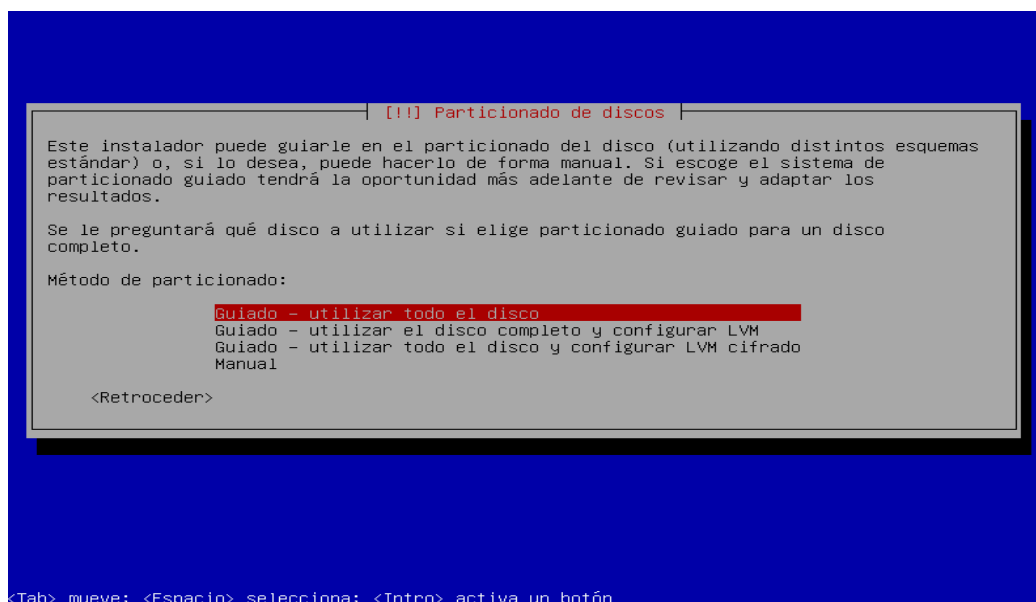 [!!] Particionado de discos
Este instalador puede guiarle en el particionado del disco (utilizando distintos esquemas
estándar) o, si lo desea, puede hacerlo de forma manual. Si escoge el sistema de
particionado guiado tendrá la oportunidad más adelante de revisar y adaptar los
resultados.
Se le preguntará qué disco a utilizar si elige particionado guiado para un disco
completo.
Método de particionado:
Guiado – utilizar todo el disco
Guiado – utilizar el disco completo y configurar LVM
Guiado – utilizar todo el disco y configurar LVM cifrado
Manual
<Retroceder>
<Tab> mueve; <Espacio> selecciona; <Intro> activa un botón